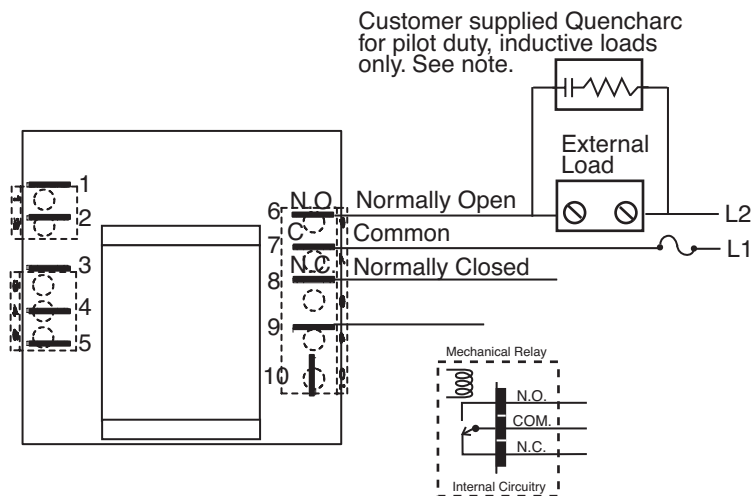 Customer supplied Quencharc
for pilot duty, inductive loads
only. See note.
External
Load
1
2
3
4
5
6 N.O. Normally Open
L2
7 C Common
L1
8 N.C. Normally Closed
9
10
Mechanical Relay
N.O.
COM.
N.C.
Internal Circuitry